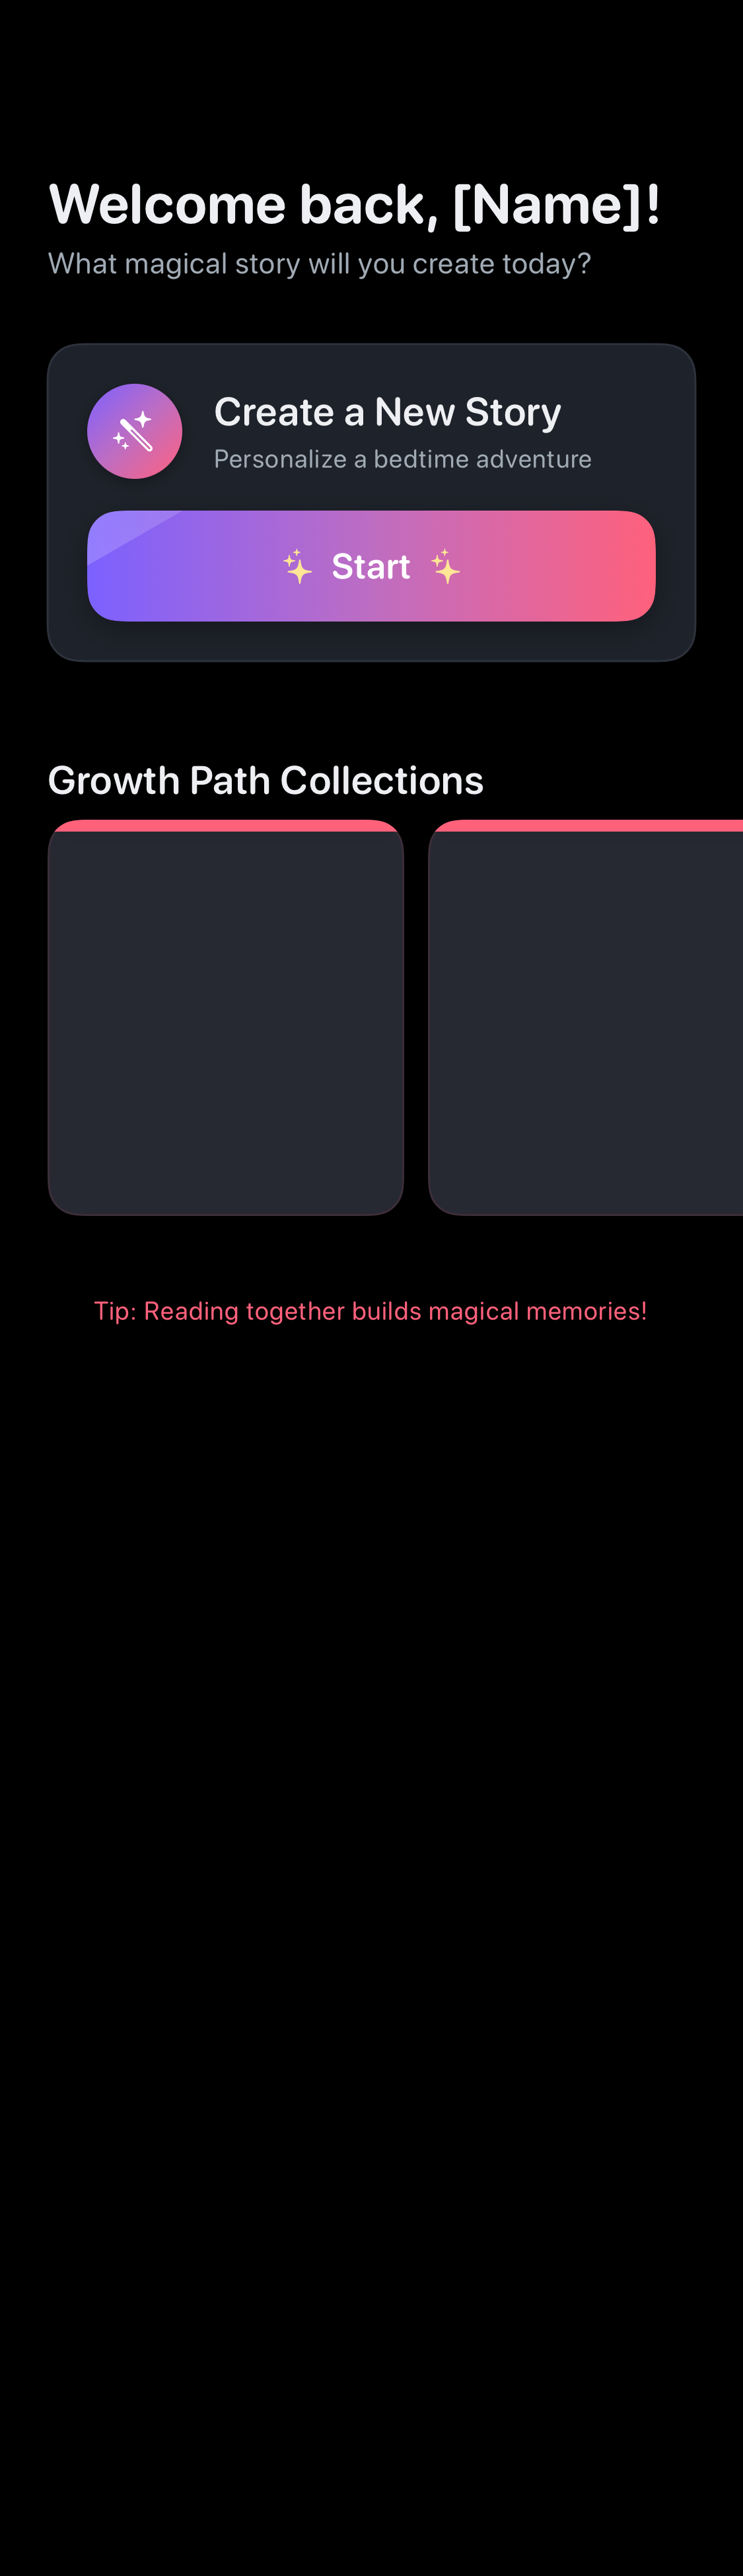 Welcome back, [Name]!
What magical story will you create today?
Create a New Story
Personalize a bedtime adventure
Start
Growth Path Collections
Tip: Reading together builds magical memories!